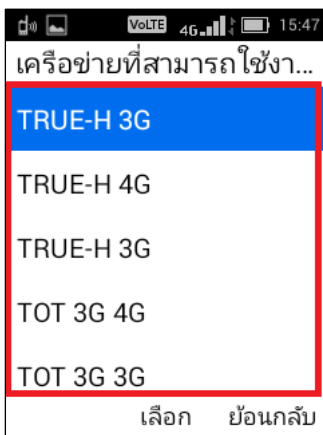 VoLTE 4G 15:47
เครือข่ายที่สามารถใช้งา...
TRUE-H 3G
TRUE-H 4G
TRUE-H 3G
TOT 3G 4G
TOT 3G 3G
เลือก ย้อนกลับ